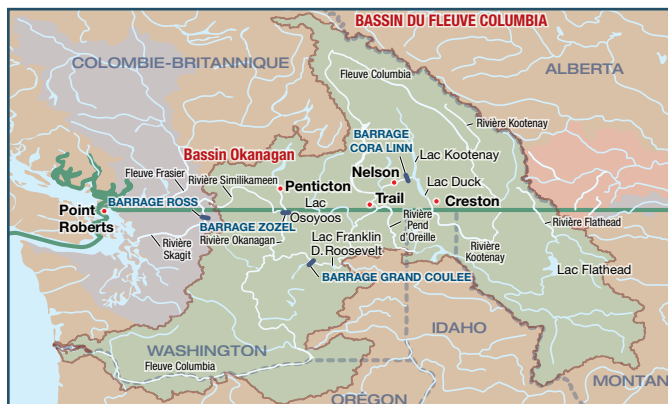 BASSIN DU FLEUVE COLUMBIA
COLOMBIE-BRITANNIQUE
ALBERTA
Fleuve Columbia
Rivière Kootenay
BARRAGE
CORA LINN
Bassin Okanagan
Lac Kootenay
Fleuve Frasier
Rivière Similikameen
Nelson
Penticton
Lac Duck
Trail
Creston
Lac
Osoyoos
Point
Roberts
BARRAGE ROSS
BARRAGE ZOZEL
Rivière
Pend
d'Oreille
Rivière Flathead
Rivière
Skagit
Rivière Okanagan
Lac Franklin
D. Roosevelt
Rivière
Kootenay
Lac Flathead
BARRAGE GRAND COULEE
WASHINGTON
IDAHO
Fleuve Columbia
MONTAN
ORÉGON